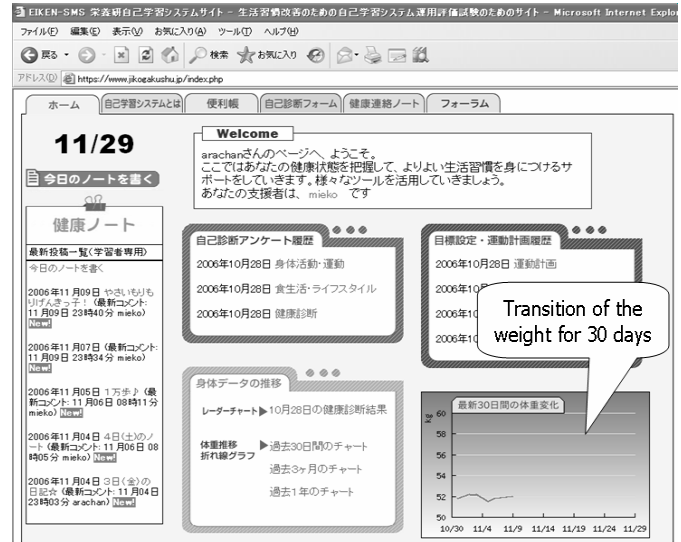 EIKEN-SMS 栄養研自己学習システムサイト - 生活習慣改善のための自己学習システム運用評価試験のためのサイト - Microsoft Internet Explo
ファイル(F) 編集(E) 表示(V) お気に入り(A) ツール(T) ヘルプ(H)
戻る 検索 お気に入り
アドレス(D) https://www.jikogakushu.jp/index.php
ホーム 自己学習システムとは 便利帳 自己診断フォーム 健康連絡ノート フォーラム
11/29
今日のノートを書く
Welcome
arachanさんのページへ、ようこそ。
ここではあなたの健康状態を把握して、よりよい生活習慣を身につけるサ
ポートをしていきます。様々なツールを活用していきましょう。
あなたの支援者は、 mieko です
健康ノート
最新投稿一覧(学習者専用)
今日のノートを書く
2006年11月09日 やさいもりも
りげんきっ子！ (最新コメント:
11月09日 23時40分 mieko)
New!
2006年11月07日 (最新コメント:
11月09日 23時34分 mieko)
New!
2006年11月05日 1万歩♪ (最
新コメント: 11月06日 08時11分
mieko) New!
2006年11月04日 4日(土)のノ
ート (最新コメント: 11月06日 08
時05分 mieko) New!
2006年11月04日 3日(金)の
日記☆ (最新コメント: 11月04日
23時03分 arachan) New!
自己診断アンケート履歴
2006年10月28日 身体活動・運動
2006年10月28日 食生活・ライフスタイル
2006年10月28日 健康診断
目標設定・運動計画履歴
2006年10月28日 運動計画
2006年10
2006年10
2006年10
Transition of the
weight for 30 days
身体データの推移
レーダーチャート▶10月28日の健康診断結果
体重推移
折れ線グラフ
▶過去30日間のチャート
過去3ヶ月のチャート
過去1年のチャート
最新30日間の体重変化
kg
60
58
56
54
52
50
10/30 11/4 11/9 11/14 11/19 11/24 11/29